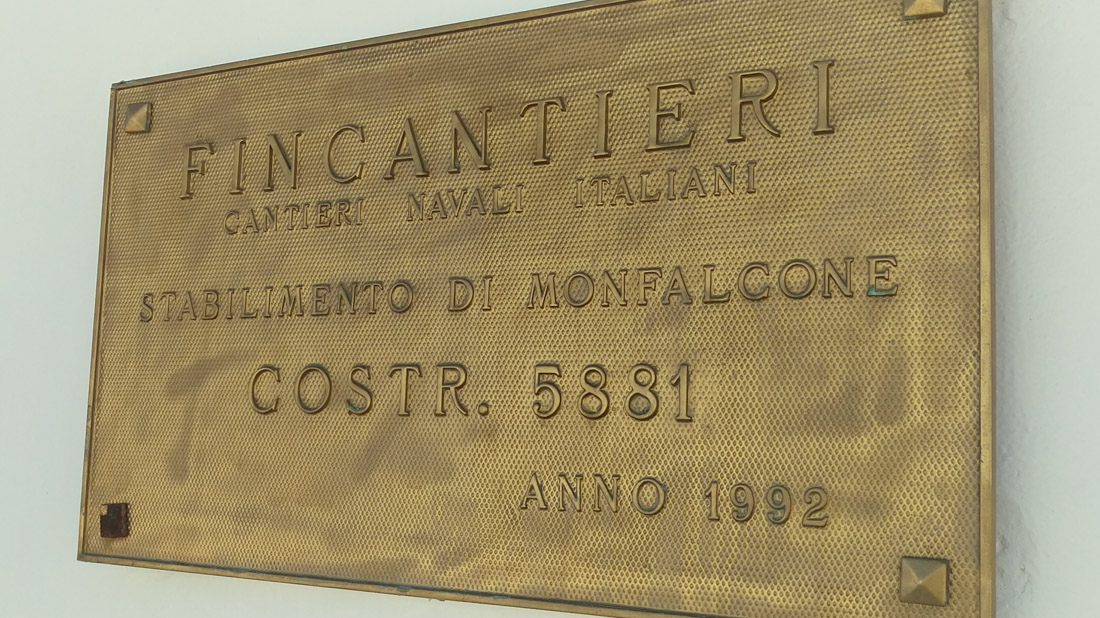 FINCANTIERI
CANTIERI NAVALI ITALIANI
STABILIMENTO DI MONFALCONE
COSTR. 5881
ANNO 1992